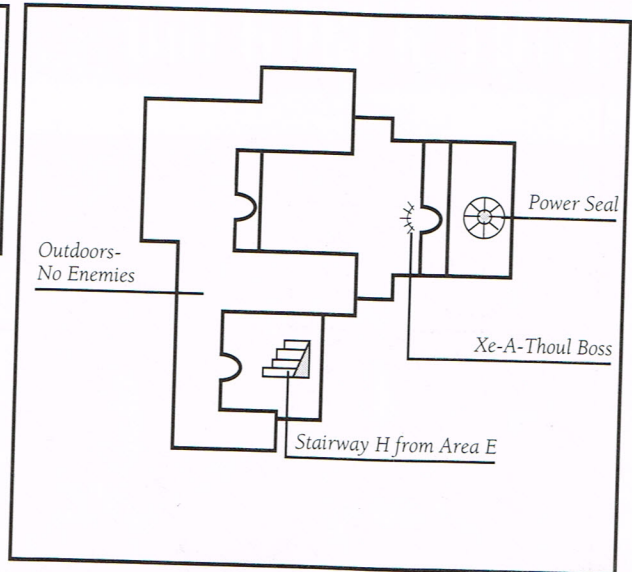 Power Seal
Outdoors-
No Enemies
Xe-A-Thoul Boss
Stairway H from Area E